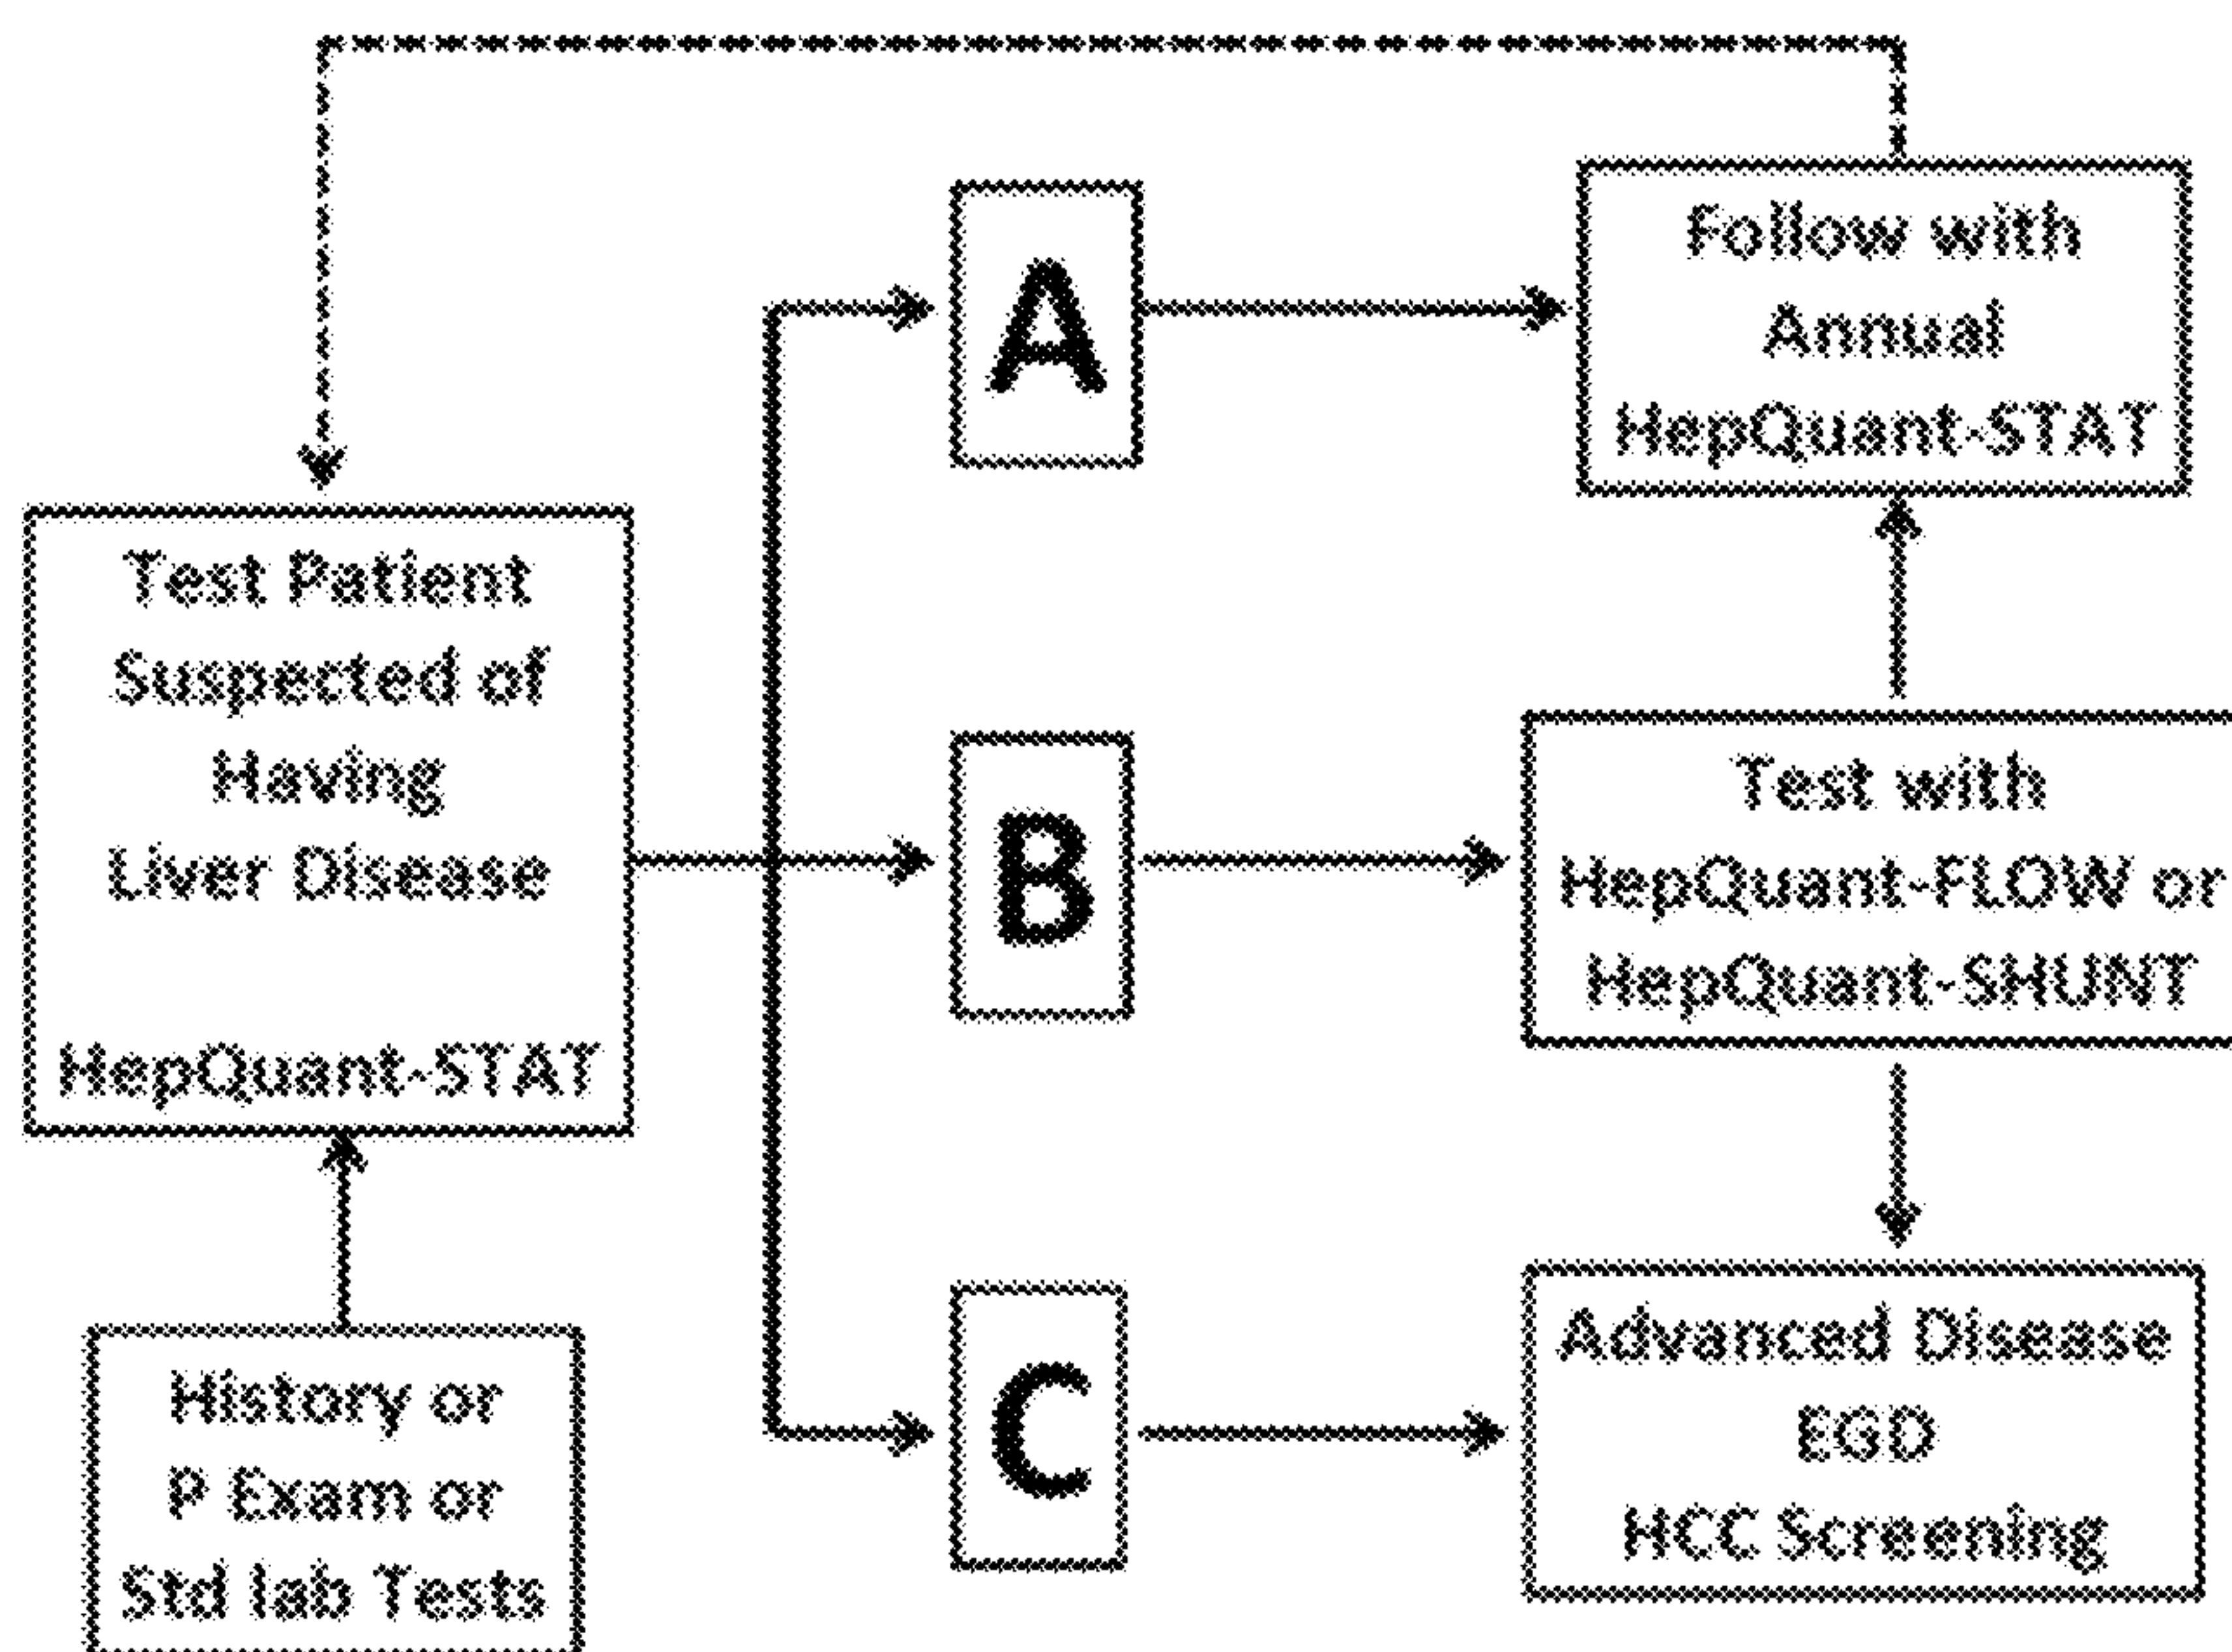 Test Patient
Suspected of
Having
Liver Disease
HepQuant-STAT
History or
P Exam or
Std lab Tests
A
B
C
Follow with
Annual
HepQuant-STAT
Test with
HepQuant-FLOW or
HepQuant-SHUNT
Advanced Disease
EGD
HCC Screening